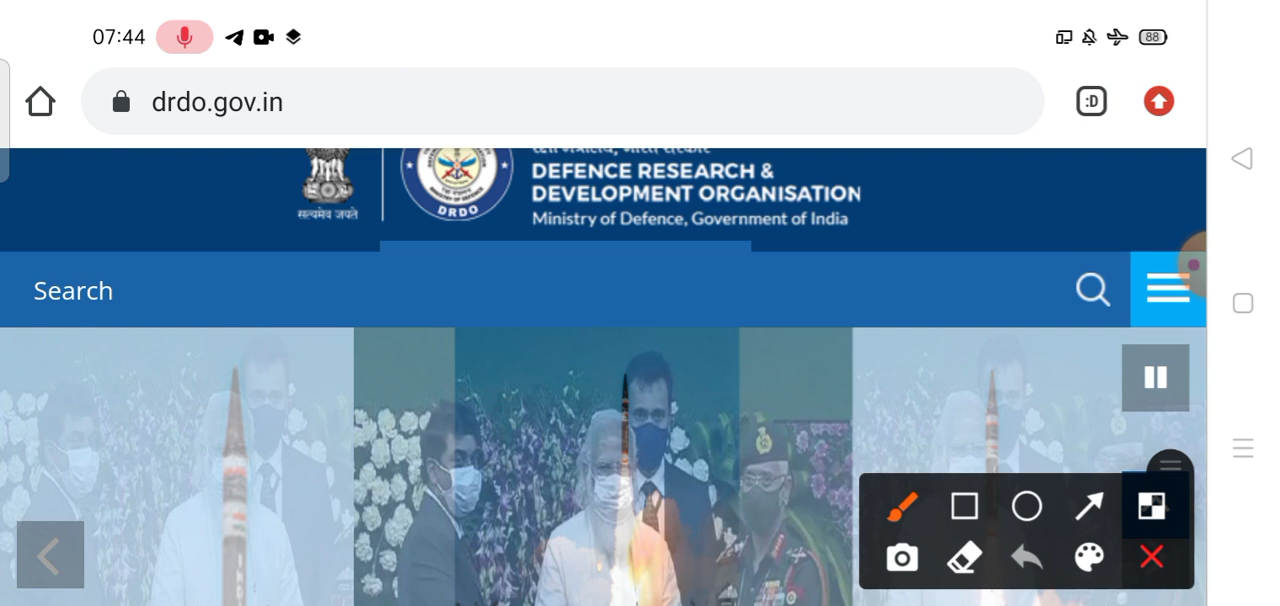 07:44
88
drdo.gov.in
:D
DEFENCE RESEARCH &
DEVELOPMENT ORGANISATION
Ministry of Defence, Government of India
सत्यमेव जयते
DRDO
Search